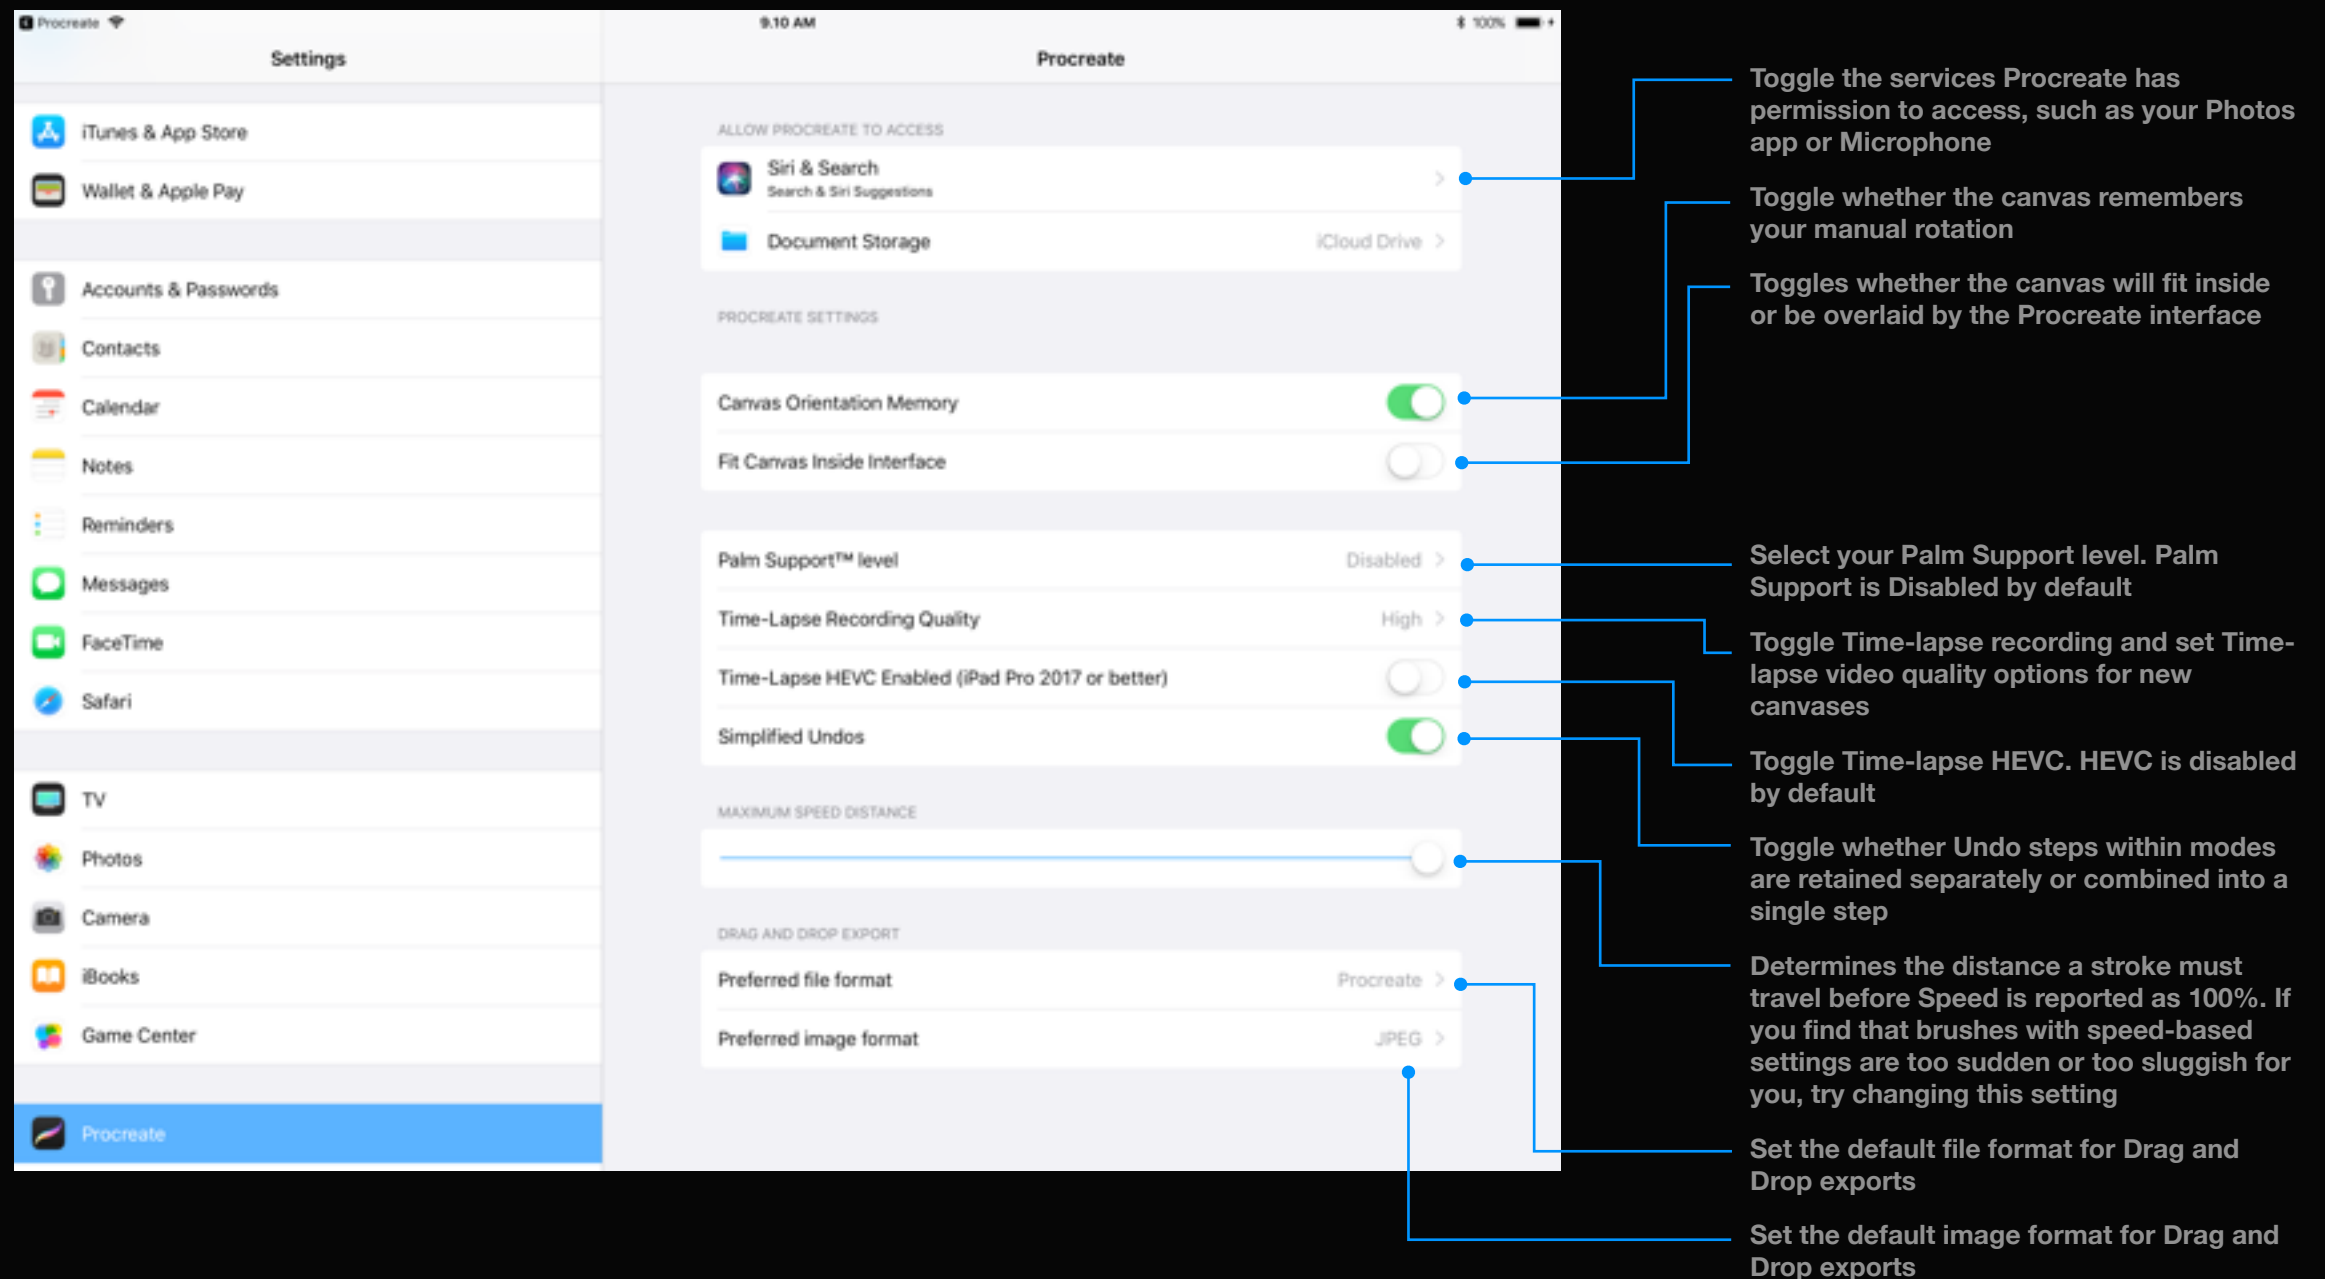 Procreate
9.10 AM
100%
Settings
Procreate
iTunes & App Store
Wallet & Apple Pay
Accounts & Passwords
Contacts
Calendar
Notes
Reminders
Messages
FaceTime
Safari
TV
Photos
Camera
iBooks
Game Center
Procreate
ALLOW PROCREATE TO ACCESS
Siri & Search
Search & Siri Suggestions
Document Storage
iCloud Drive
PROCREATE SETTINGS
Canvas Orientation Memory
Fit Canvas Inside Interface
Palm Support™ level
Disabled
Time-Lapse Recording Quality
High
Time-Lapse HEVC Enabled (iPad Pro 2017 or better)
Simplified Undos
MAXIMUM SPEED DISTANCE
DRAG AND DROP EXPORT
Preferred file format
Procreate
Preferred image format
JPEG
Toggle the services Procreate has
permission to access, such as your Photos
app or Microphone
Toggle whether the canvas remembers
your manual rotation
Toggles whether the canvas will fit inside
or be overlaid by the Procreate interface
Select your Palm Support level. Palm
Support is Disabled by default
Toggle Time-lapse recording and set Time-
lapse video quality options for new
canvases
Toggle Time-lapse HEVC. HEVC is disabled
by default
Toggle whether Undo steps within modes
are retained separately or combined into a
single step
Determines the distance a stroke must
travel before Speed is reported as 100%. If
you find that brushes with speed-based
settings are too sudden or too sluggish for
you, try changing this setting
Set the default file format for Drag and
Drop exports
Set the default image format for Drag and
Drop exports